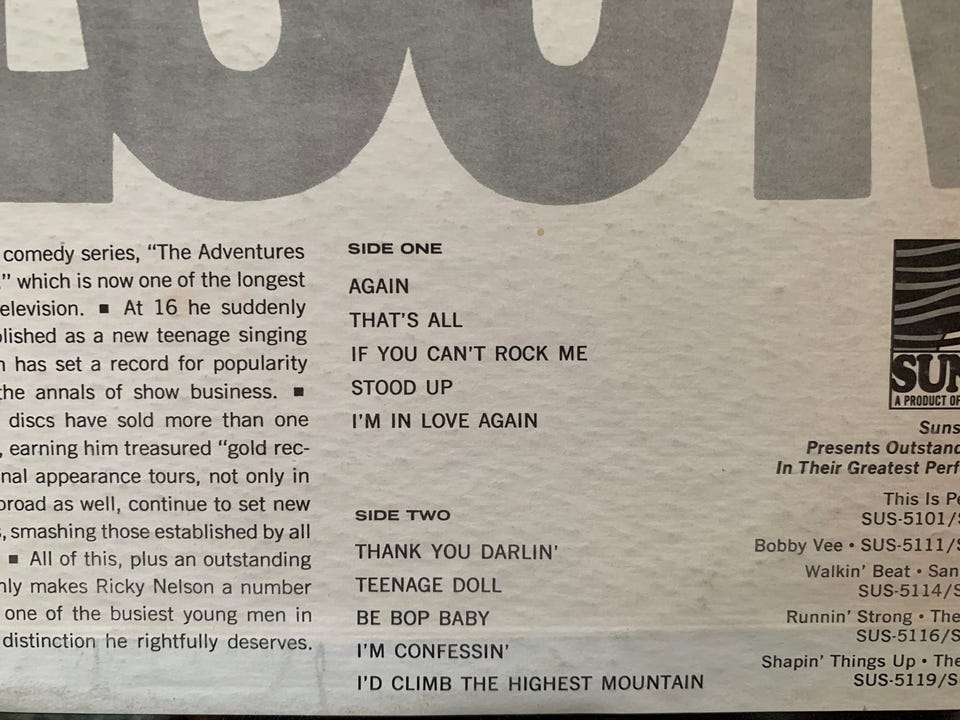 comedy series, "The Adventures
," which is now one of the longest
elevision. ■ At 16 he suddenly
blished as a new teenage singing
n has set a record for popularity
the annals of show business. ■
discs have sold more than one
, earning him treasured "gold rec-
nal appearance tours, not only in
broad as well, continue to set new
s, smashing those established by all
■ All of this, plus an outstanding
nly makes Ricky Nelson a number
one of the busiest young men in
distinction he rightfully deserves.
SIDE ONE
AGAIN
THAT'S ALL
IF YOU CAN'T ROCK ME
STOOD UP
I'M IN LOVE AGAIN
SIDE TWO
THANK YOU DARLIN'
TEENAGE DOLL
BE BOP BABY
I'M CONFESSIN'
I'D CLIMB THE HIGHEST MOUNTAIN
SUN
A PRODUCT OF
Suns
Presents Outstand
In Their Greatest Perf
This Is Pe
SUS-5101/S
Bobby Vee • SUS-5111/S
Walkin' Beat • San
SUS-5114/S
Runnin' Strong • The
SUS-5116/S
Shapin' Things Up • The
SUS-5119/S